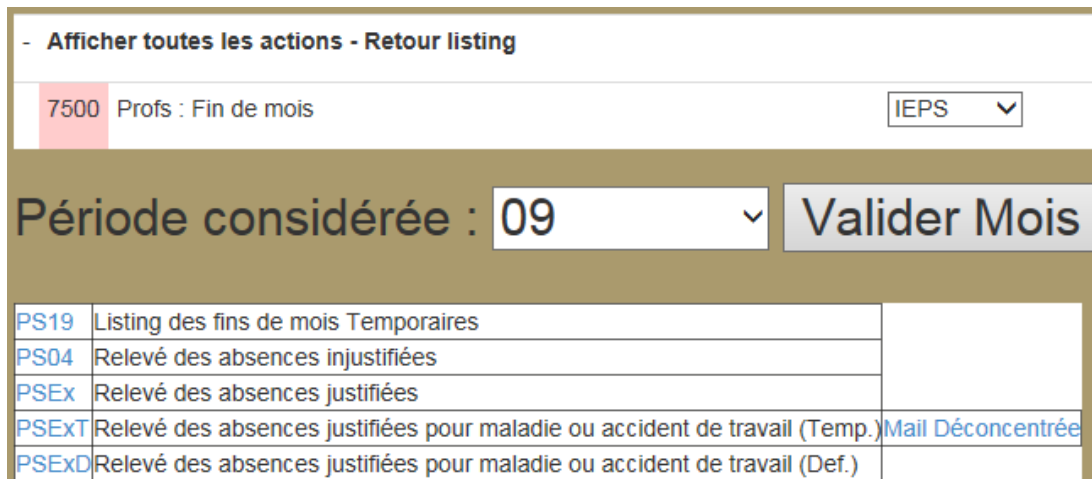 - Afficher toutes les actions - Retour listing
7500 Profs : Fin de mois IEPS
Période considérée : 09 Valider Mois
PS19 Listing des fins de mois Temporaires
PS04 Relevé des absences injustifiées
PSEx Relevé des absences justifiées
PSExT Relevé des absences justifiées pour maladie ou accident de travail (Temp.) Mail Déconcentrée
PSExD Relevé des absences justifiées pour maladie ou accident de travail (Def.)